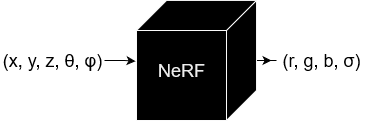 (x, y, z, θ, φ)
NeRF
(r, g, b, σ)